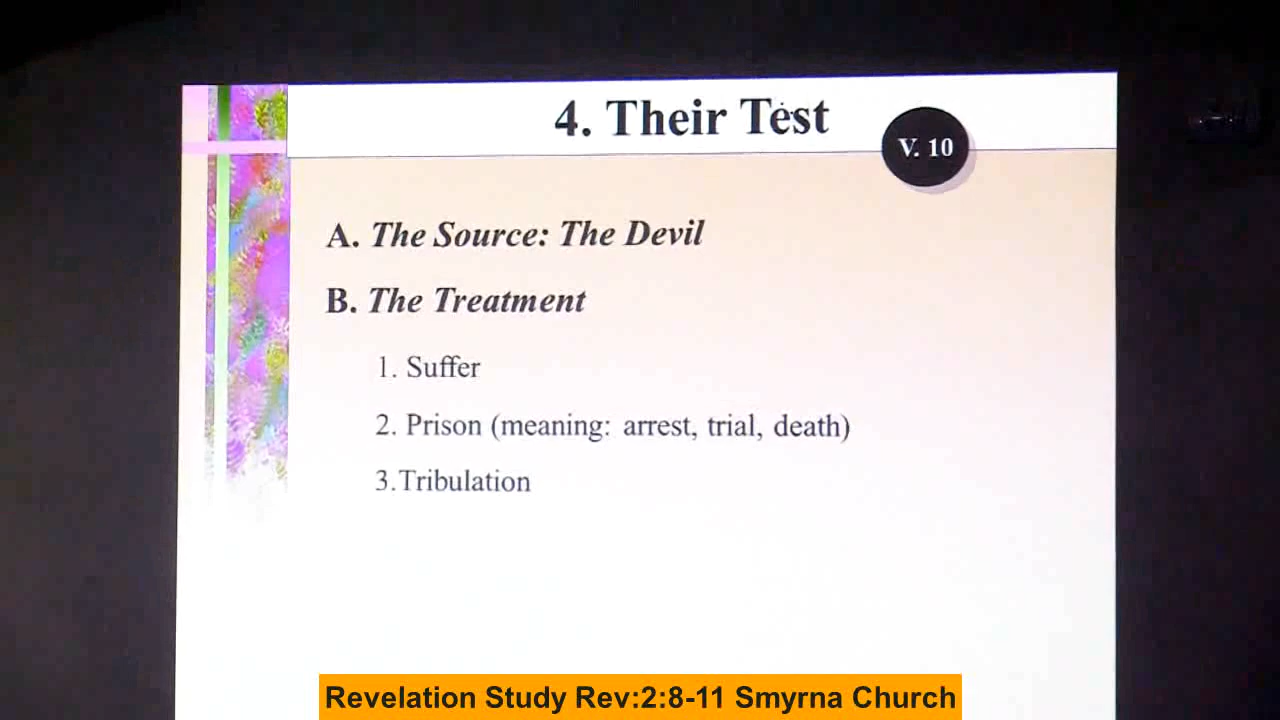 4. Their Test
V. 10
A. The Source: The Devil
B. The Treatment
1. Suffer
2. Prison (meaning: arrest, trial, death)
3.Tribulation
Revelation Study Rev:2:8-11 Smyrna Church